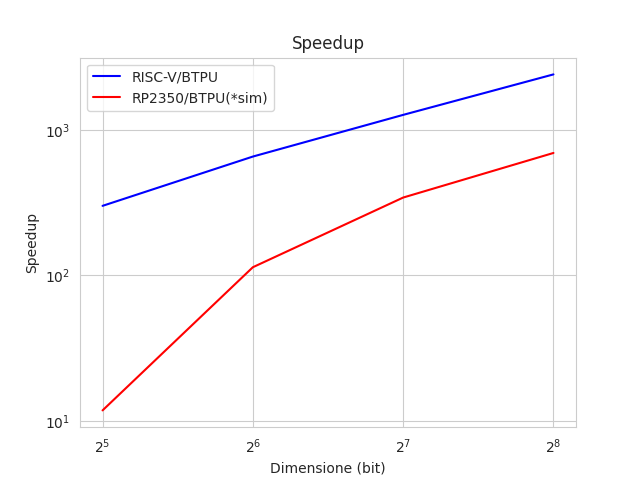 Speedup
RISC-V/BTPU
RP2350/BTPU(*sim)
Speedup
10³
10²
10¹
2⁵
2⁶
2⁷
2⁸
Dimensione (bit)